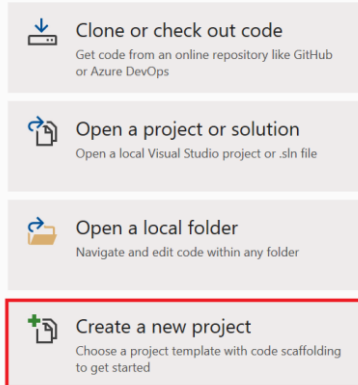 Clone or check out code
Get code from an online repository like GitHub
or Azure DevOps
Open a project or solution
Open a local Visual Studio project or .sln file
Open a local folder
Navigate and edit code within any folder
Create a new project
Choose a project template with code scaffolding
to get started